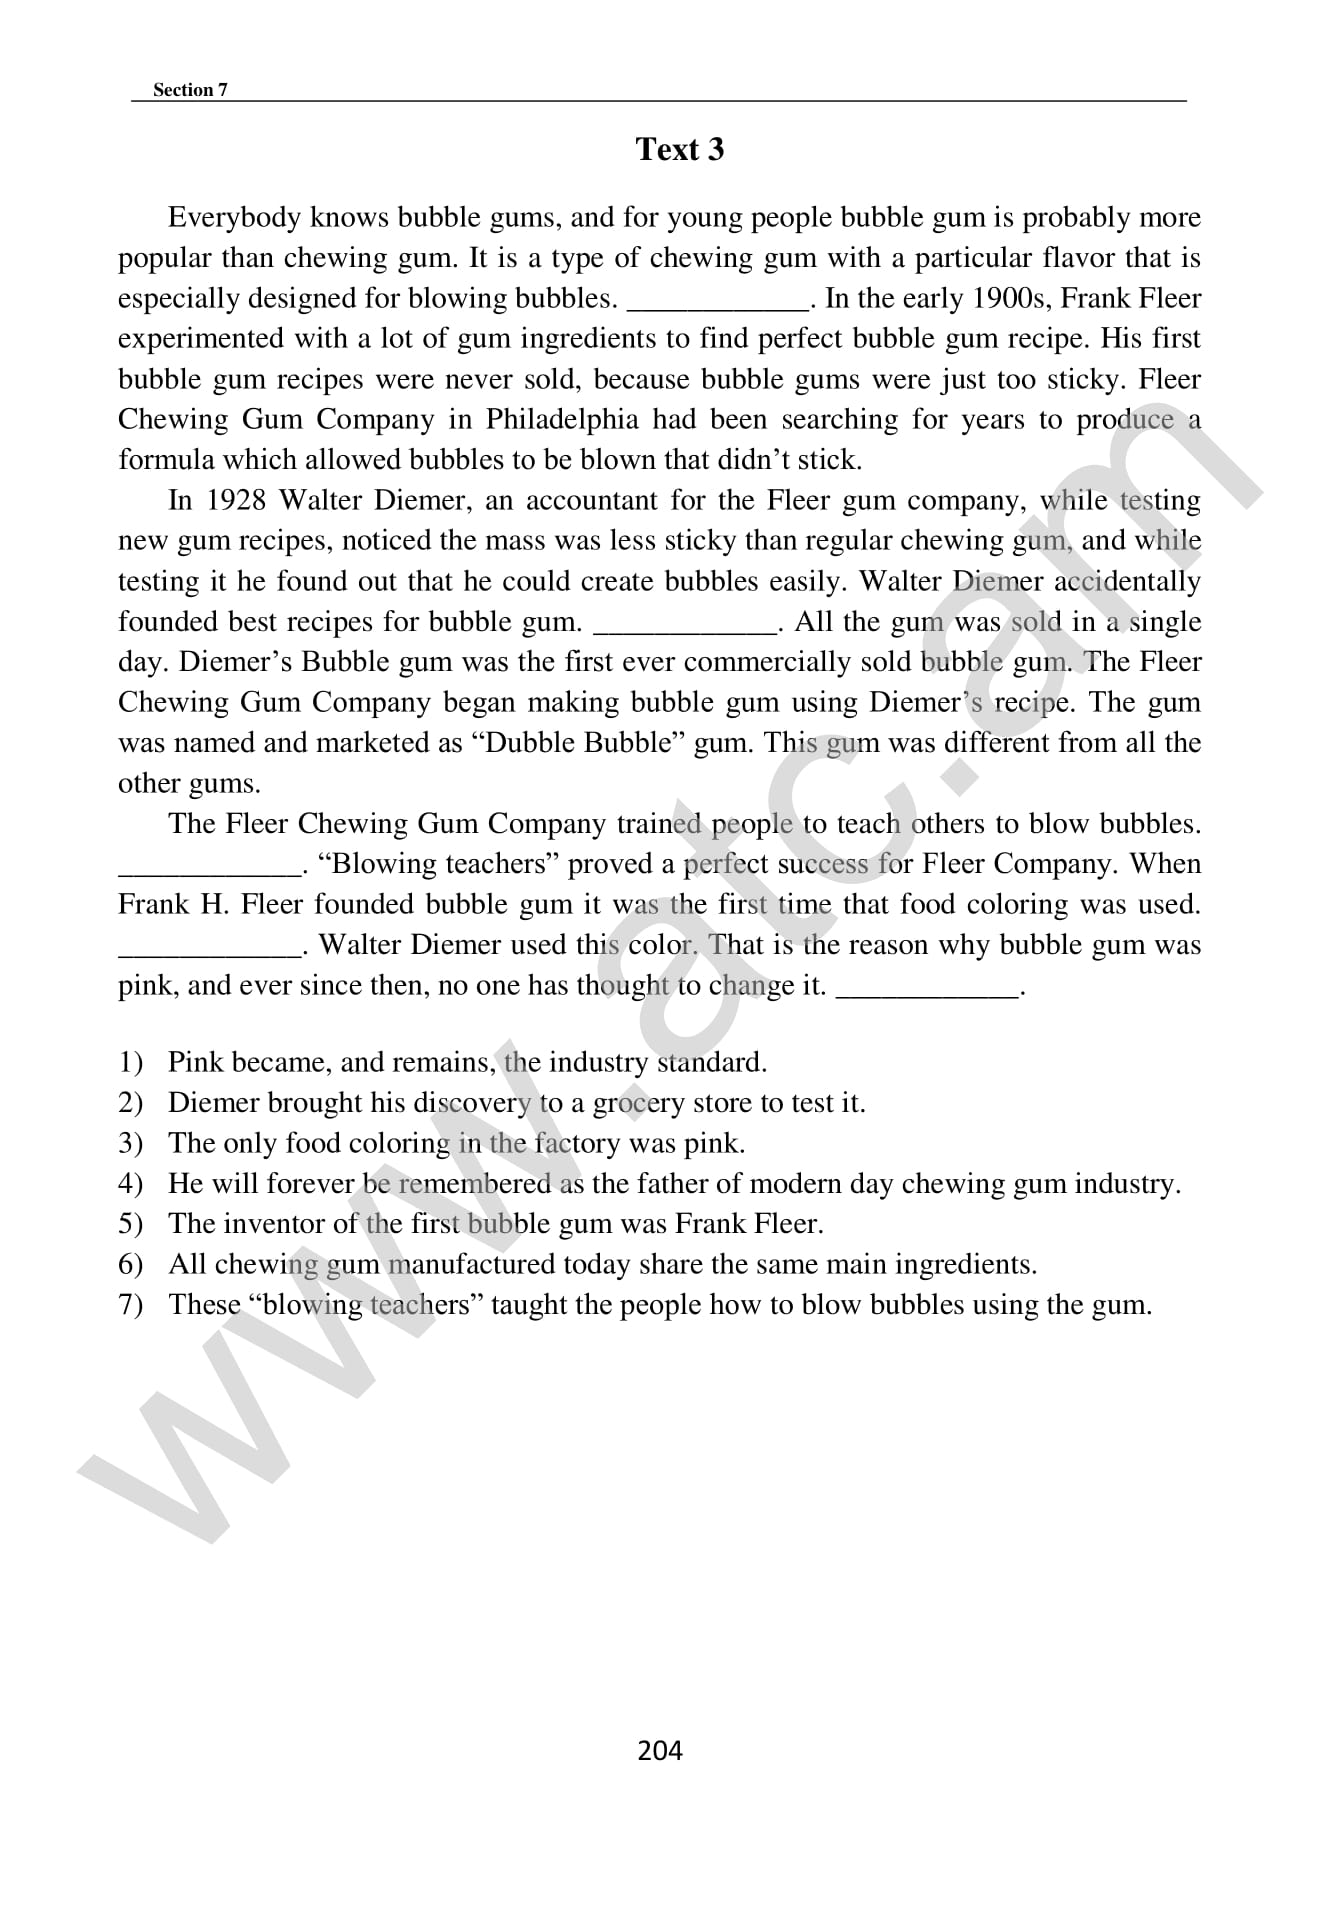 Section 7
Text 3
Everybody knows bubble gums, and for young people bubble gum is probably more
popular than chewing gum. It is a type of chewing gum with a particular flavor that is
especially designed for blowing bubbles. ____________. In the early 1900s, Frank Fleer
experimented with a lot of gum ingredients to find perfect bubble gum recipe. His first
bubble gum recipes were never sold, because bubble gums were just too sticky. Fleer
Chewing Gum Company in Philadelphia had been searching for years to produce a
formula which allowed bubbles to be blown that didn’t stick.
In 1928 Walter Diemer, an accountant for the Fleer gum company, while testing
new gum recipes, noticed the mass was less sticky than regular chewing gum, and while
testing it he found out that he could create bubbles easily. Walter Diemer accidentally
founded best recipes for bubble gum. ____________. All the gum was sold in a single
day. Diemer’s Bubble gum was the first ever commercially sold bubble gum. The Fleer
Chewing Gum Company began making bubble gum using Diemer’s recipe. The gum
was named and marketed as “Dubble Bubble” gum. This gum was different from all the
other gums.
The Fleer Chewing Gum Company trained people to teach others to blow bubbles.
____________. “Blowing teachers” proved a perfect success for Fleer Company. When
Frank H. Fleer founded bubble gum it was the first time that food coloring was used.
____________. Walter Diemer used this color. That is the reason why bubble gum was
pink, and ever since then, no one has thought to change it. ____________.
1) Pink became, and remains, the industry standard.
2) Diemer brought his discovery to a grocery store to test it.
3) The only food coloring in the factory was pink.
4) He will forever be remembered as the father of modern day chewing gum industry.
5) The inventor of the first bubble gum was Frank Fleer.
6) All chewing gum manufactured today share the same main ingredients.
7) These “blowing teachers” taught the people how to blow bubbles using the gum.
www.atc.am
204